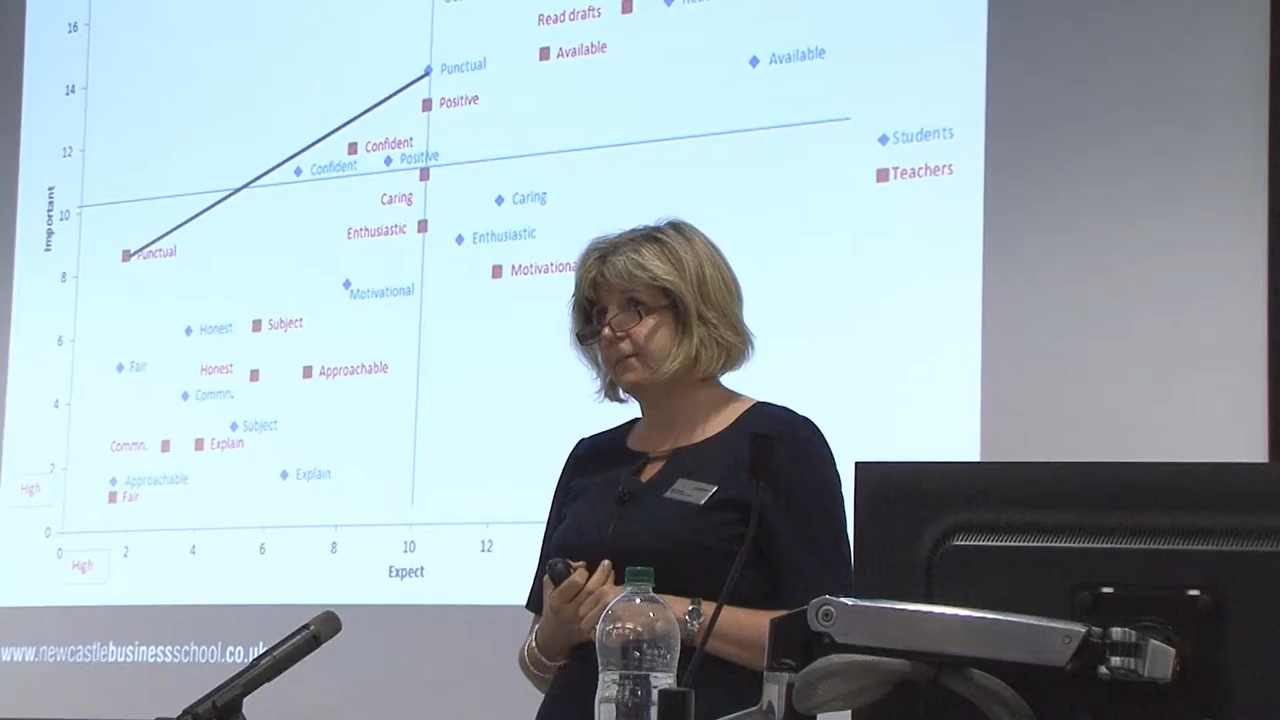 16
Read drafts
Available
Available
Punctual
14
Positive
Students
12
Confident
Confident
Positive
Teachers
Important
10
Caring
Caring
Enthusiastic
Enthusiastic
Punctual
8
Motivational
Honest
Subject
6
Fair
Honest
Approachable
Commn.
4
Subject
Commn.
Explain
2
Approachable
Explain
High
Fair
0
0 2 4 6 8 10 12
High
Expect
www.newcastlebusinessschool.co.uk